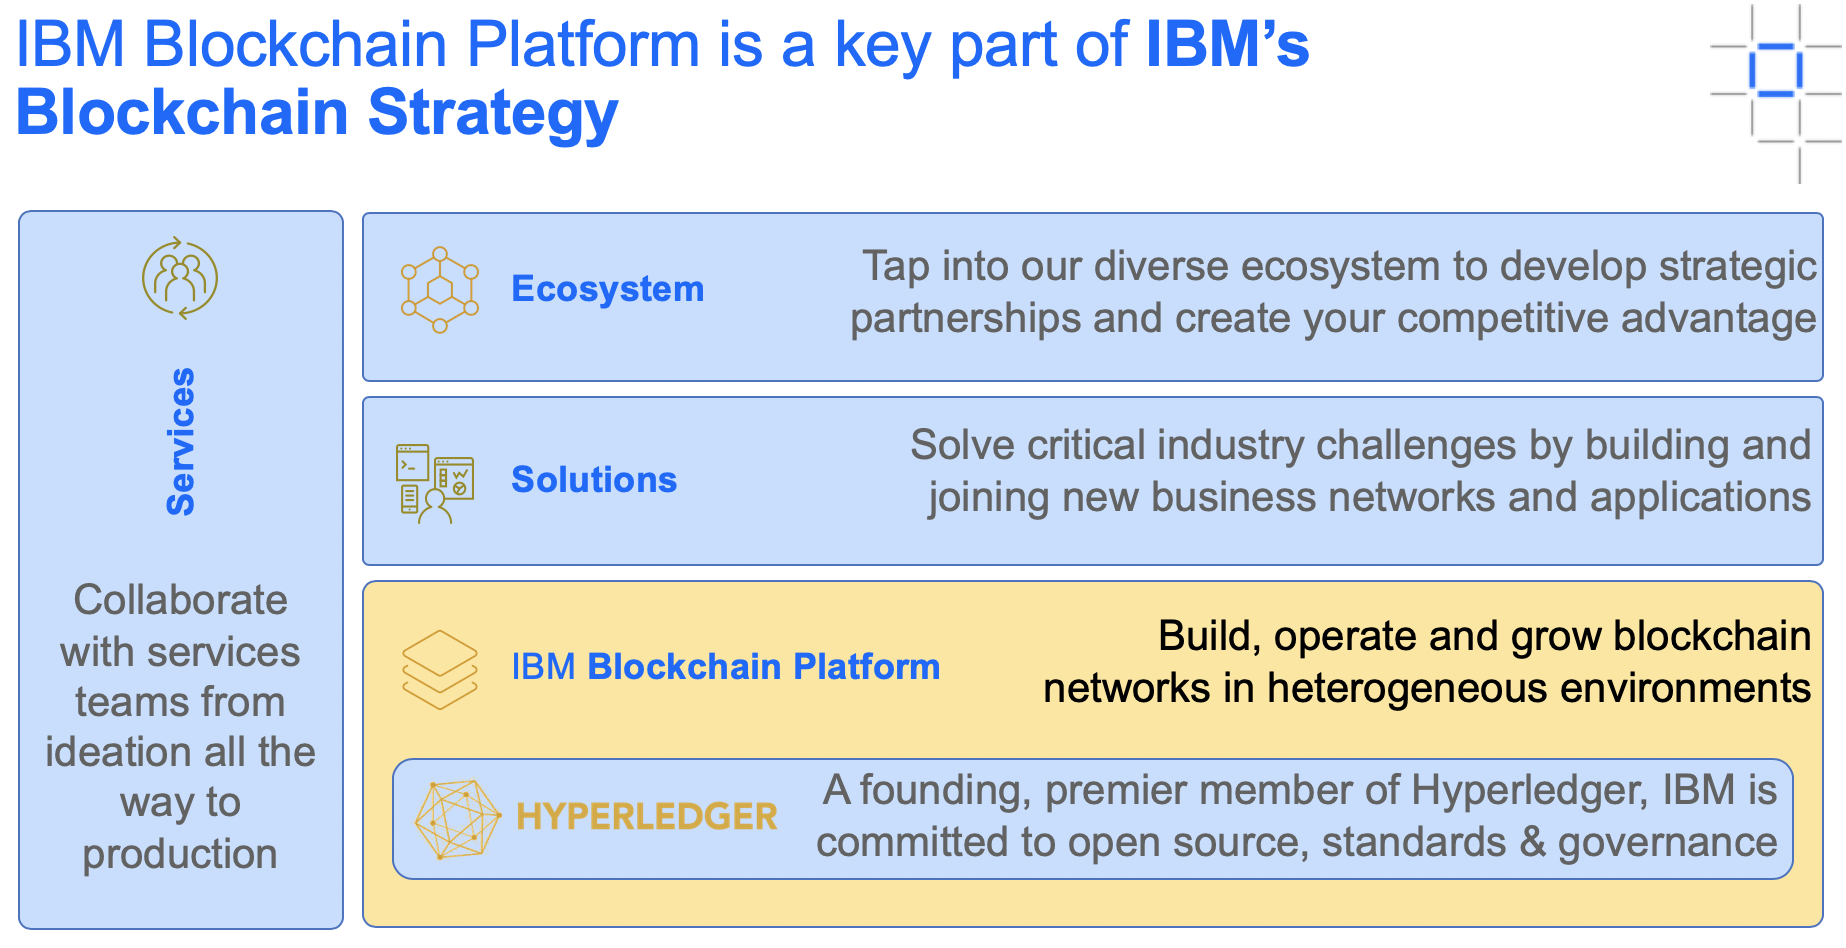 IBM Blockchain Platform is a key part of IBM’s
Blockchain Strategy
Services
Collaborate
with services
teams from
ideation all the
way to
production
Ecosystem
Tap into our diverse ecosystem to develop strategic
partnerships and create your competitive advantage
Solutions
Solve critical industry challenges by building and
joining new business networks and applications
IBM Blockchain Platform
Build, operate and grow blockchain
networks in heterogeneous environments
HYPERLEDGER
A founding, premier member of Hyperledger, IBM is
committed to open source, standards & governance